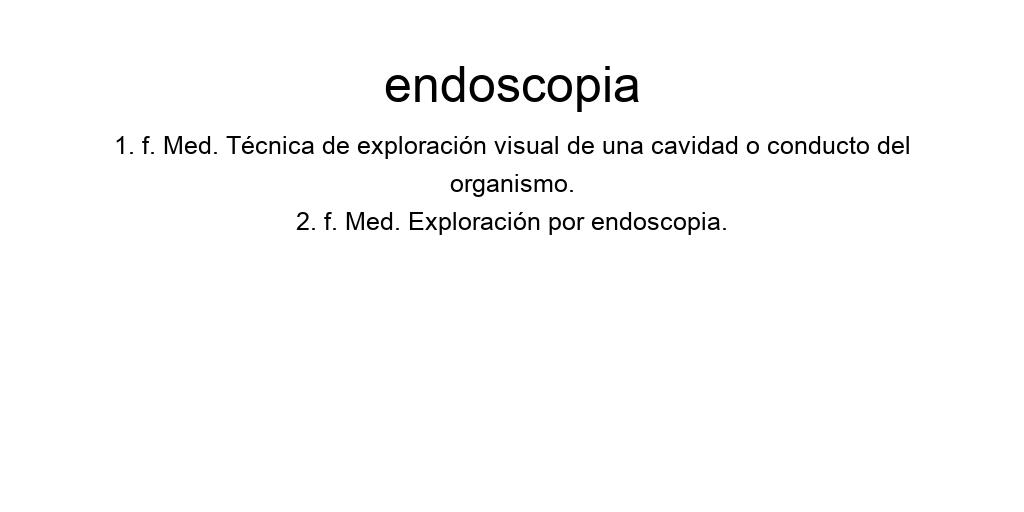 endoscopia
1. f. Med. Técnica de exploración visual de una cavidad o conducto del
organismo.
2. f. Med. Exploración por endoscopia.